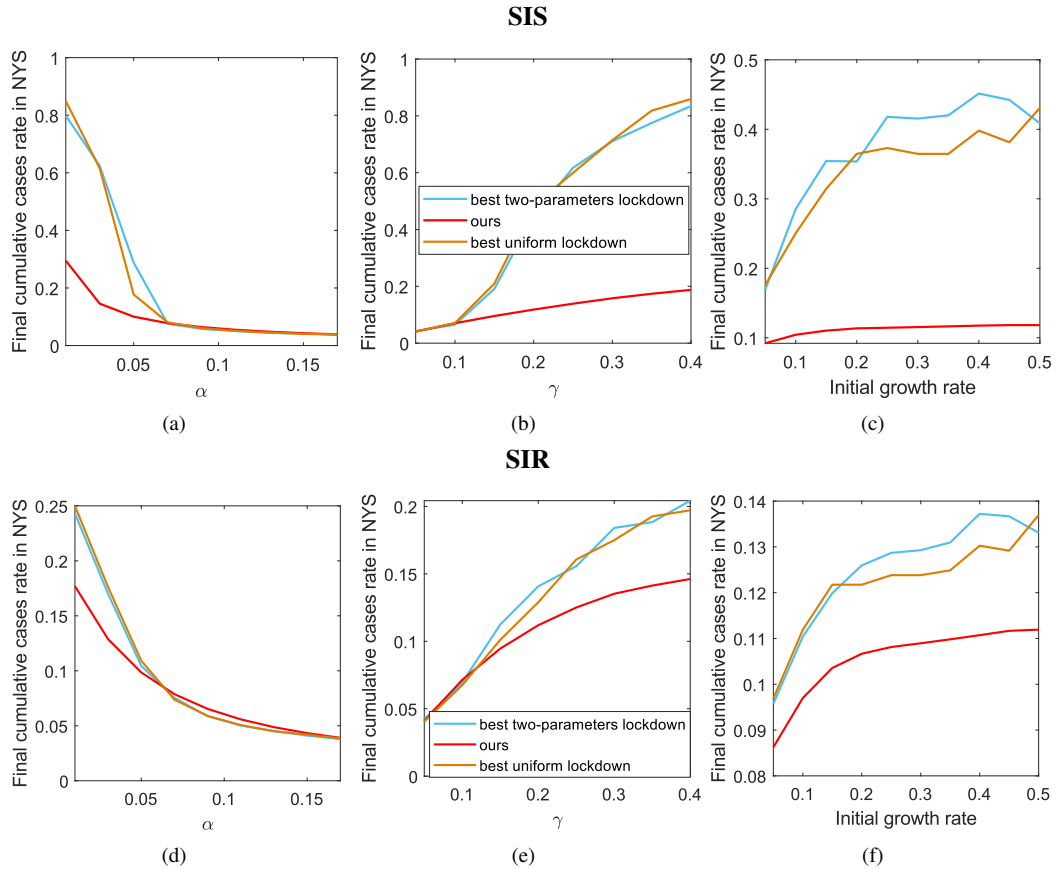 SIS
Final cumulative cases rate in NYS
1
0.8
0.6
0.4
0.2
0
0.05
0.1
0.15
α
(a)
Final cumulative cases rate in NYS
1
0.8
0.6
0.4
0.2
0
best two-parameters lockdown
ours
best uniform lockdown
0.1
0.2
0.3
0.4
γ
(b)
Final cumulative cases rate in NYS
0.5
0.4
0.3
0.2
0.1
0.1
0.2
0.3
0.4
0.5
Initial growth rate
(c)
SIR
Final cumulative cases rate in NYS
0.25
0.2
0.15
0.1
0.05
0
0.05
0.1
0.15
α
(d)
Final cumulative cases rate in NYS
0.2
0.15
0.1
0.05
0
best two-parameters lockdown
ours
best uniform lockdown
0.1
0.2
0.3
0.4
γ
(e)
Final cumulative cases rate in NYS
0.14
0.13
0.12
0.11
0.1
0.09
0.08
0.1
0.2
0.3
0.4
0.5
Initial growth rate
(f)